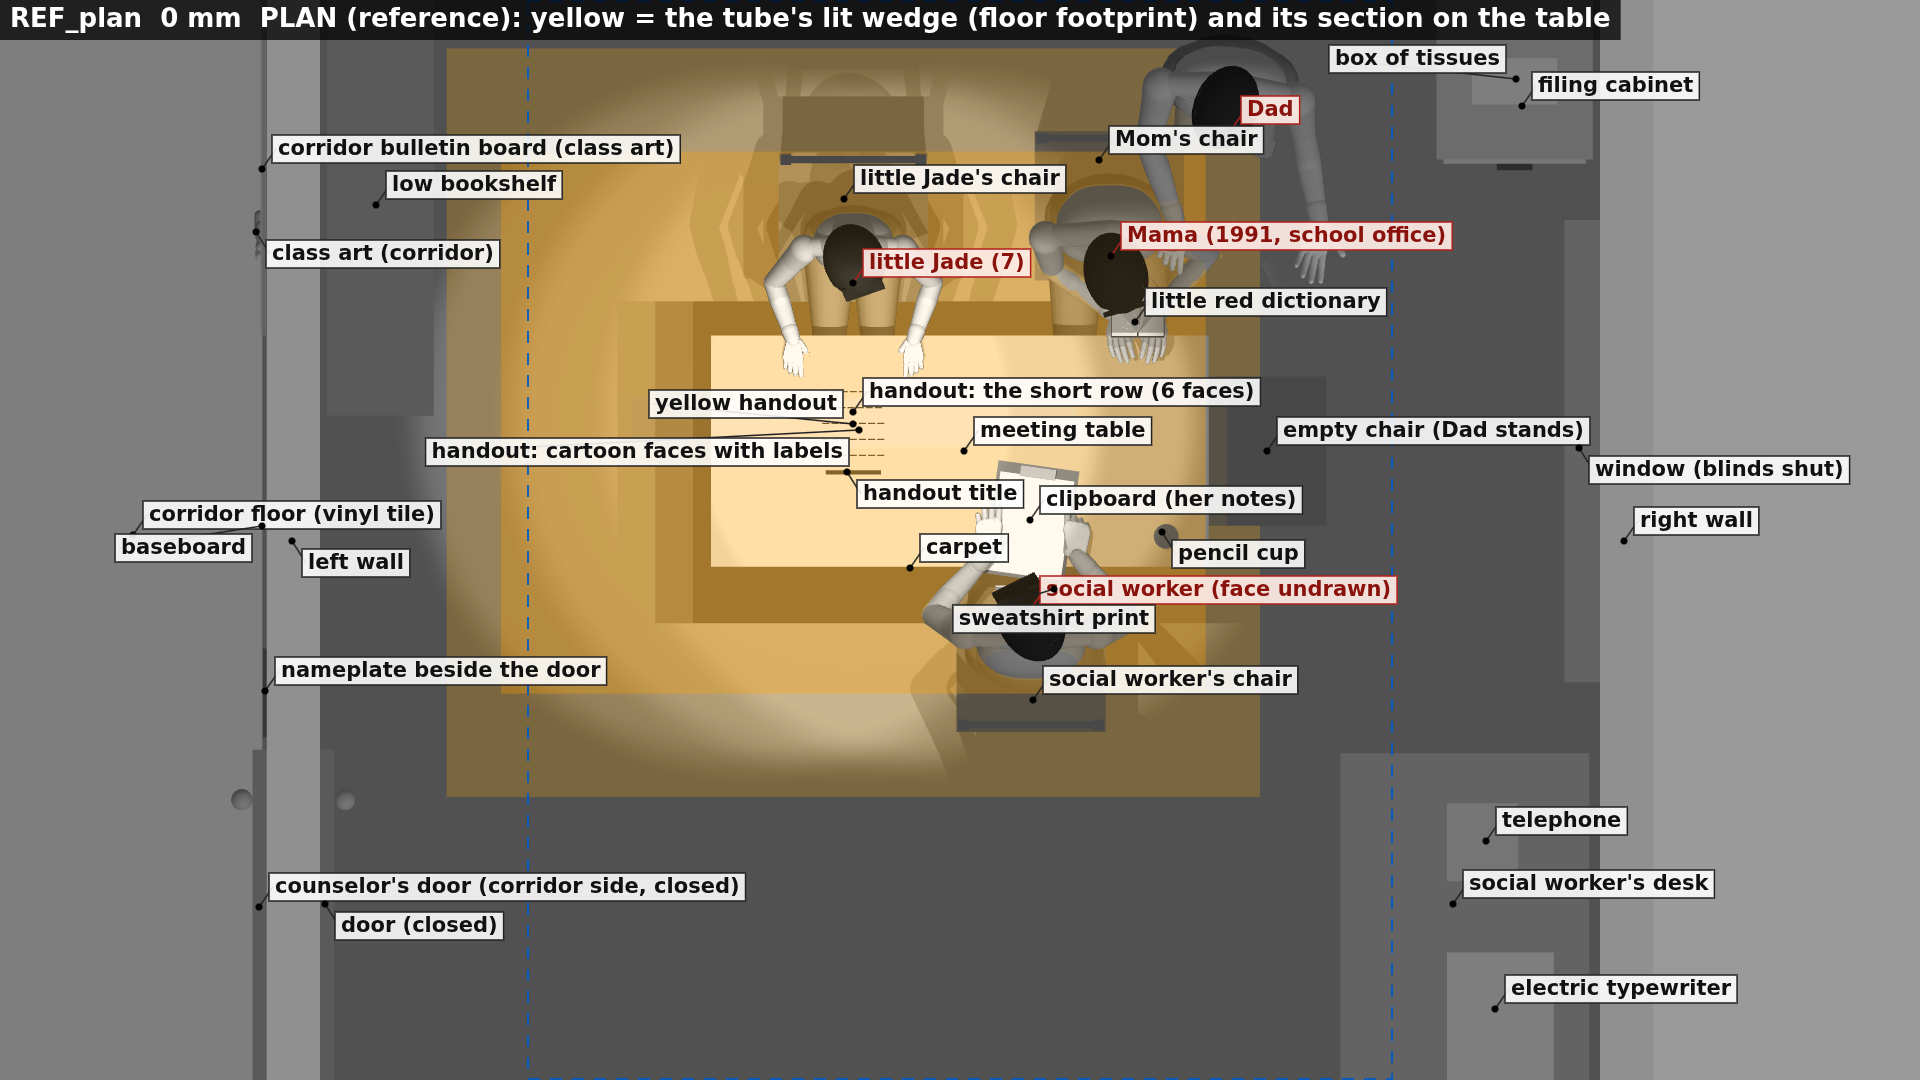 REF_plan  0 mm  PLAN (reference): yellow = the tube's lit wedge (floor footprint) and its section on the table
box of tissues
filing cabinet
Dad
Mom's chair
corridor bulletin board (class art)
low bookshelf
little Jade's chair
class art (corridor)
little Jade (7)
Mama (1991, school office)
little red dictionary
yellow handout
handout: the short row (6 faces)
handout: cartoon faces with labels
meeting table
empty chair (Dad stands)
window (blinds shut)
handout title
clipboard (her notes)
corridor floor (vinyl tile)
right wall
baseboard
left wall
carpet
pencil cup
social worker (face undrawn)
sweatshirt print
nameplate beside the door
social worker's chair
telephone
counselor's door (corridor side, closed)
social worker's desk
door (closed)
electric typewriter